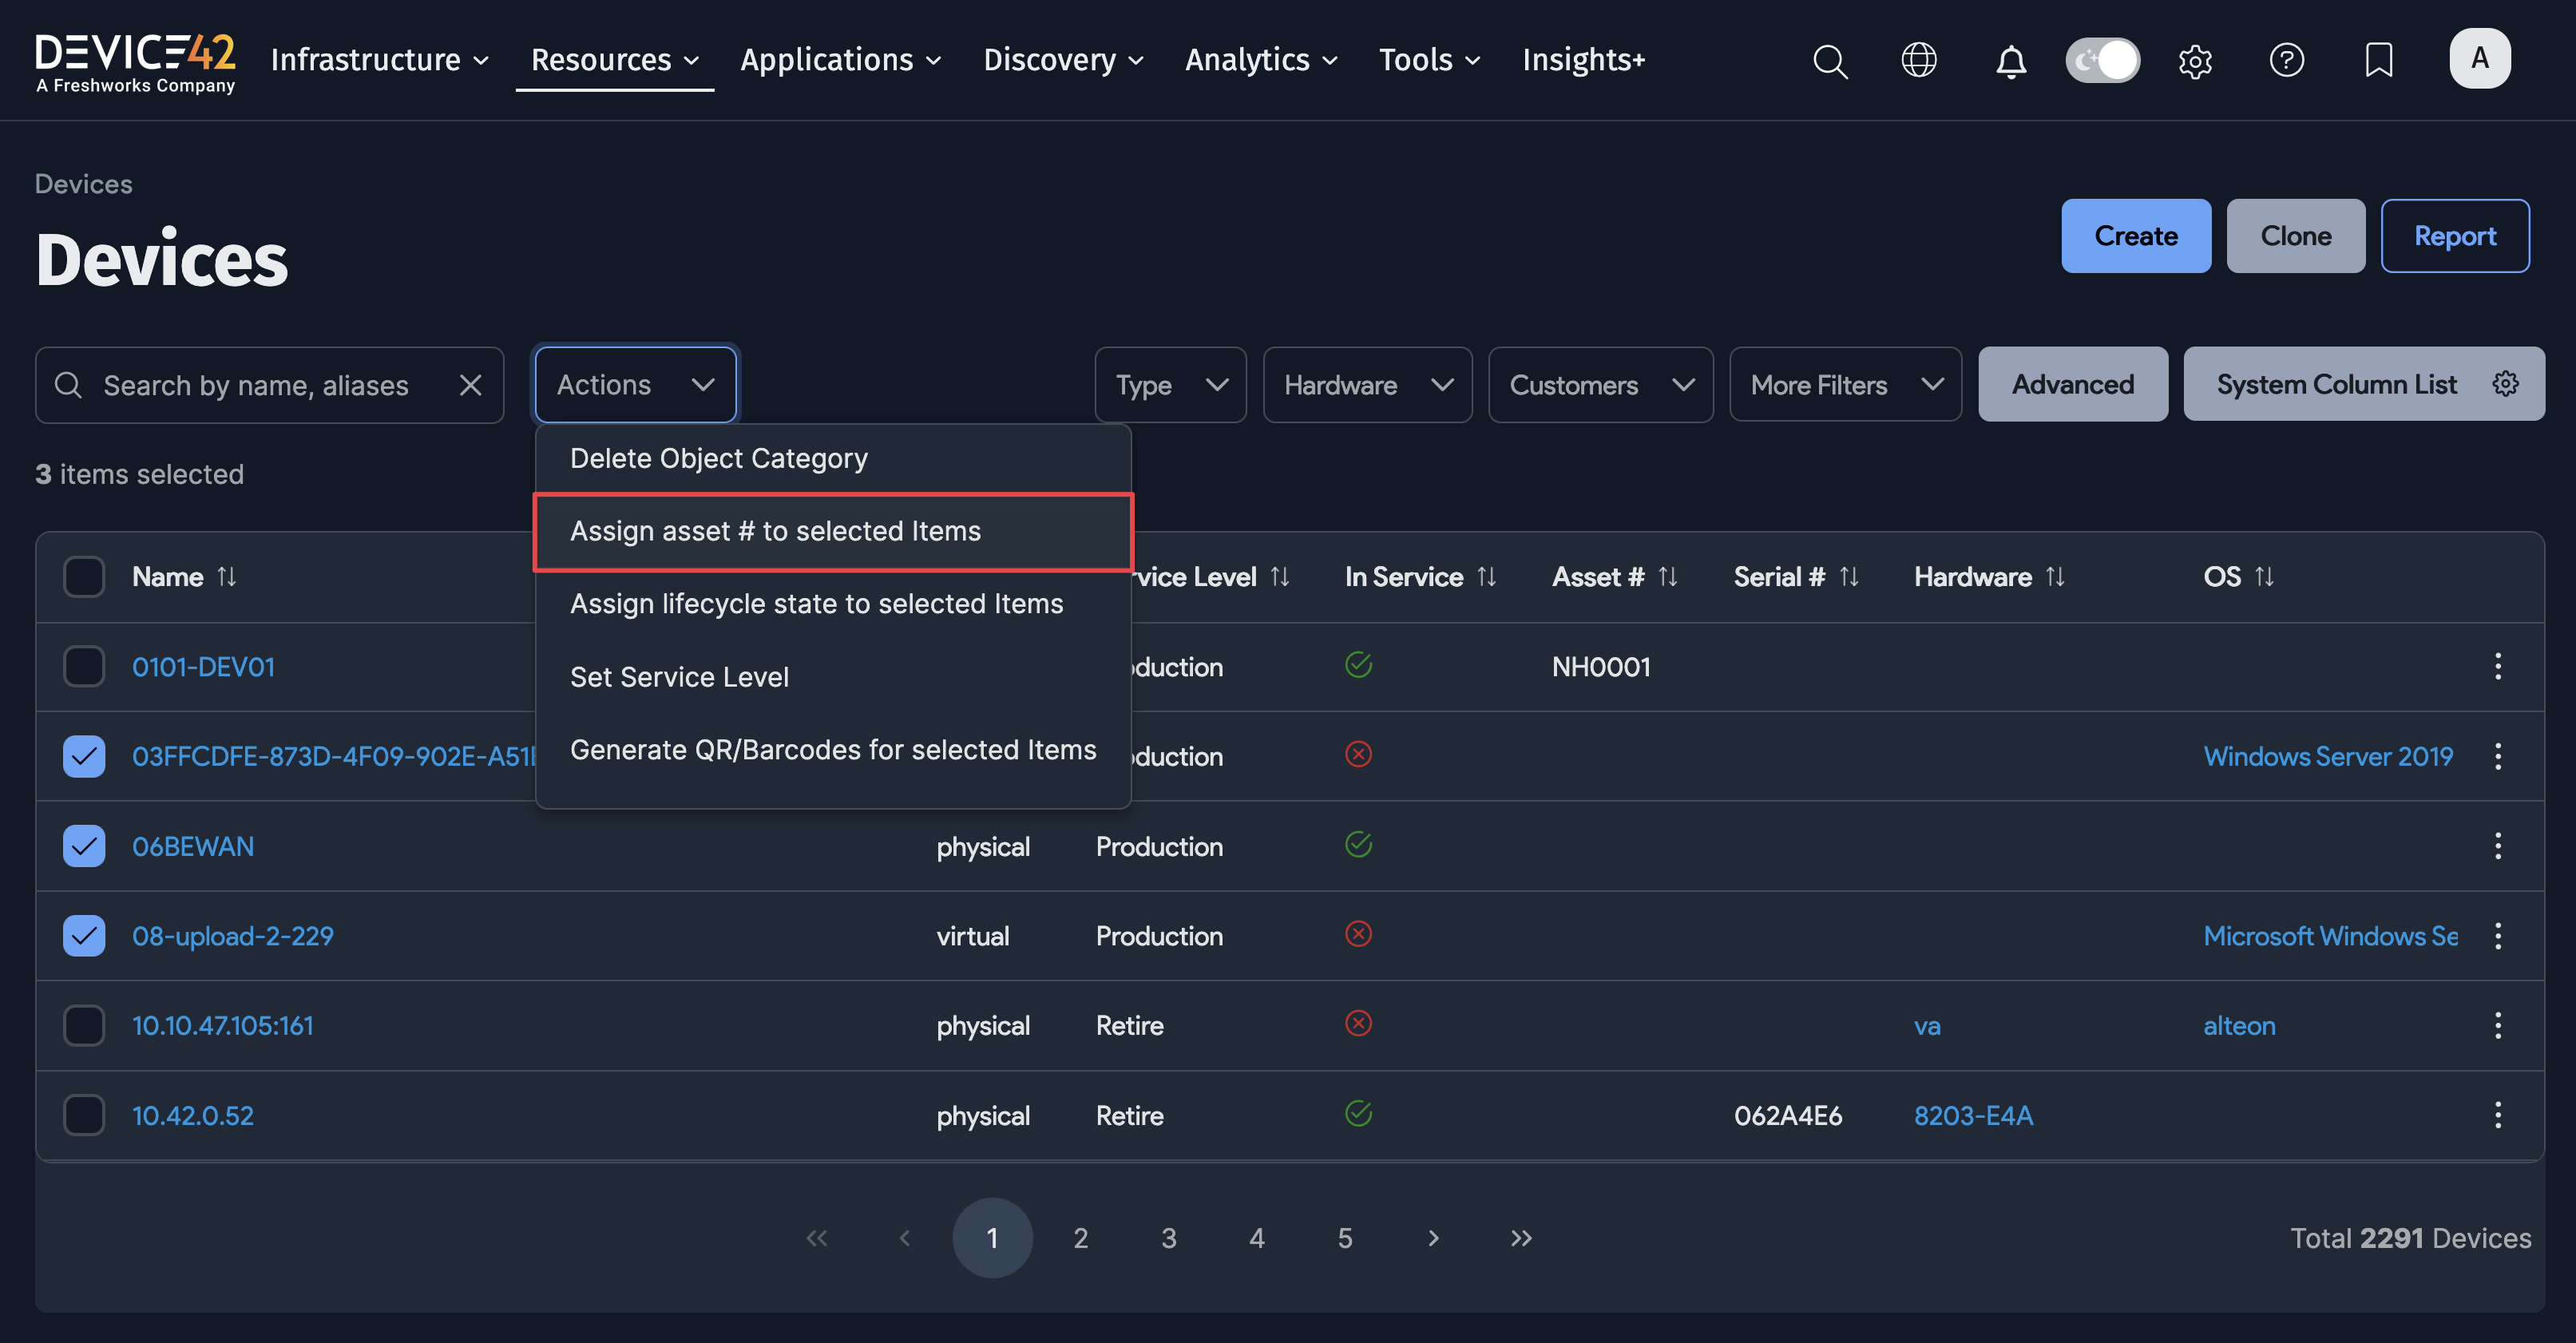 DEVICE42
A Freshworks Company
Infrastructure Resources Applications Discovery Analytics Tools Insights+ A
Devices
Devices
Create Clone Report
Search by name, aliases Actions Type Hardware Customers More Filters Advanced System Column List
3 items selected
Delete Object Category
Assign asset # to selected Items
Assign lifecycle state to selected Items
Set Service Level
Generate QR/Barcodes for selected Items
Name rvice Level In Service Asset # Serial # Hardware OS
0101-DEV01 duction NH0001
03FFCDFE-873D-4F09-902E-A51 duction Windows Server 2019
06BEWAN physical Production
08-upload-2-229 virtual Production Microsoft Windows Se
10.10.47.105:161 physical Retire va alteon
10.42.0.52 physical Retire 062A4E6 8203-E4A
1 2 3 4 5
Total 2291 Devices